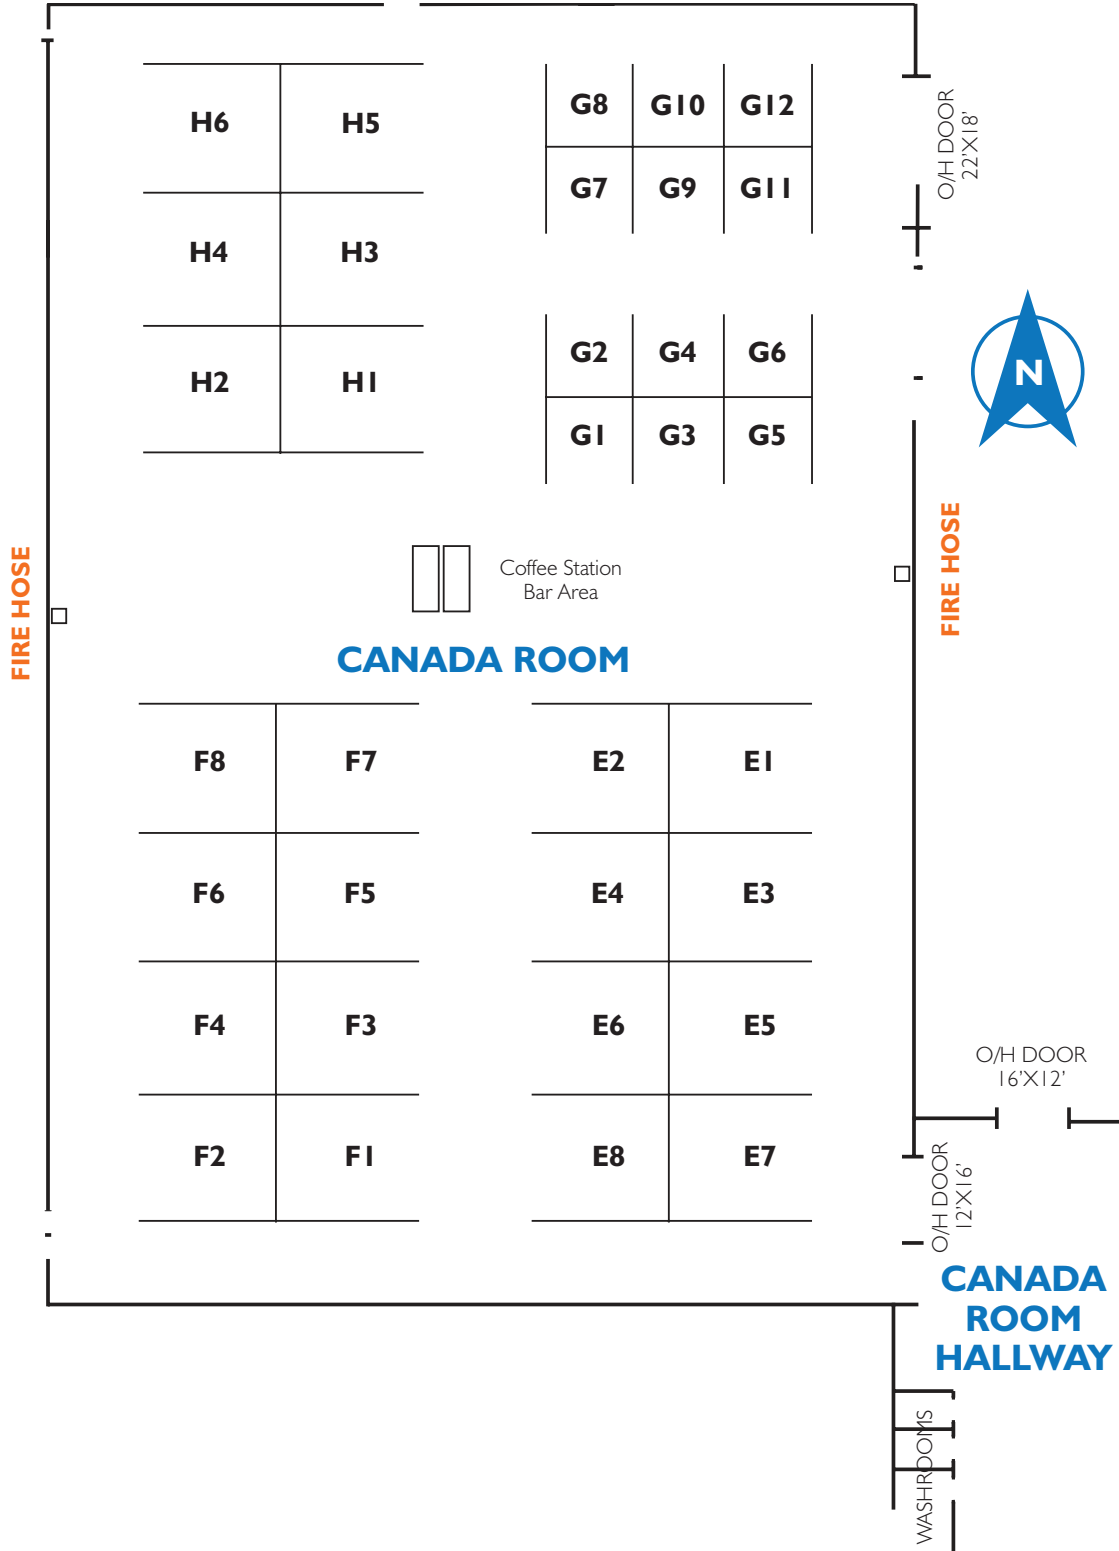 H6 H5
G8 G10 G12
O/H DOOR
22'X18'
G7 G9 G11
H4 H3
G2 G4 G6
N
H2 H1
G1 G3 G5
FIRE HOSE
FIRE HOSE
Coffee Station
Bar Area
CANADA ROOM
F8 F7 E2 E1
F6 F5 E4 E3
F4 F3 E6 E5
O/H DOOR
16'X12'
F2 F1 E8 E7
O/H DOOR
12'X16'
CANADA
ROOM
HALLWAY
WASHROOMS